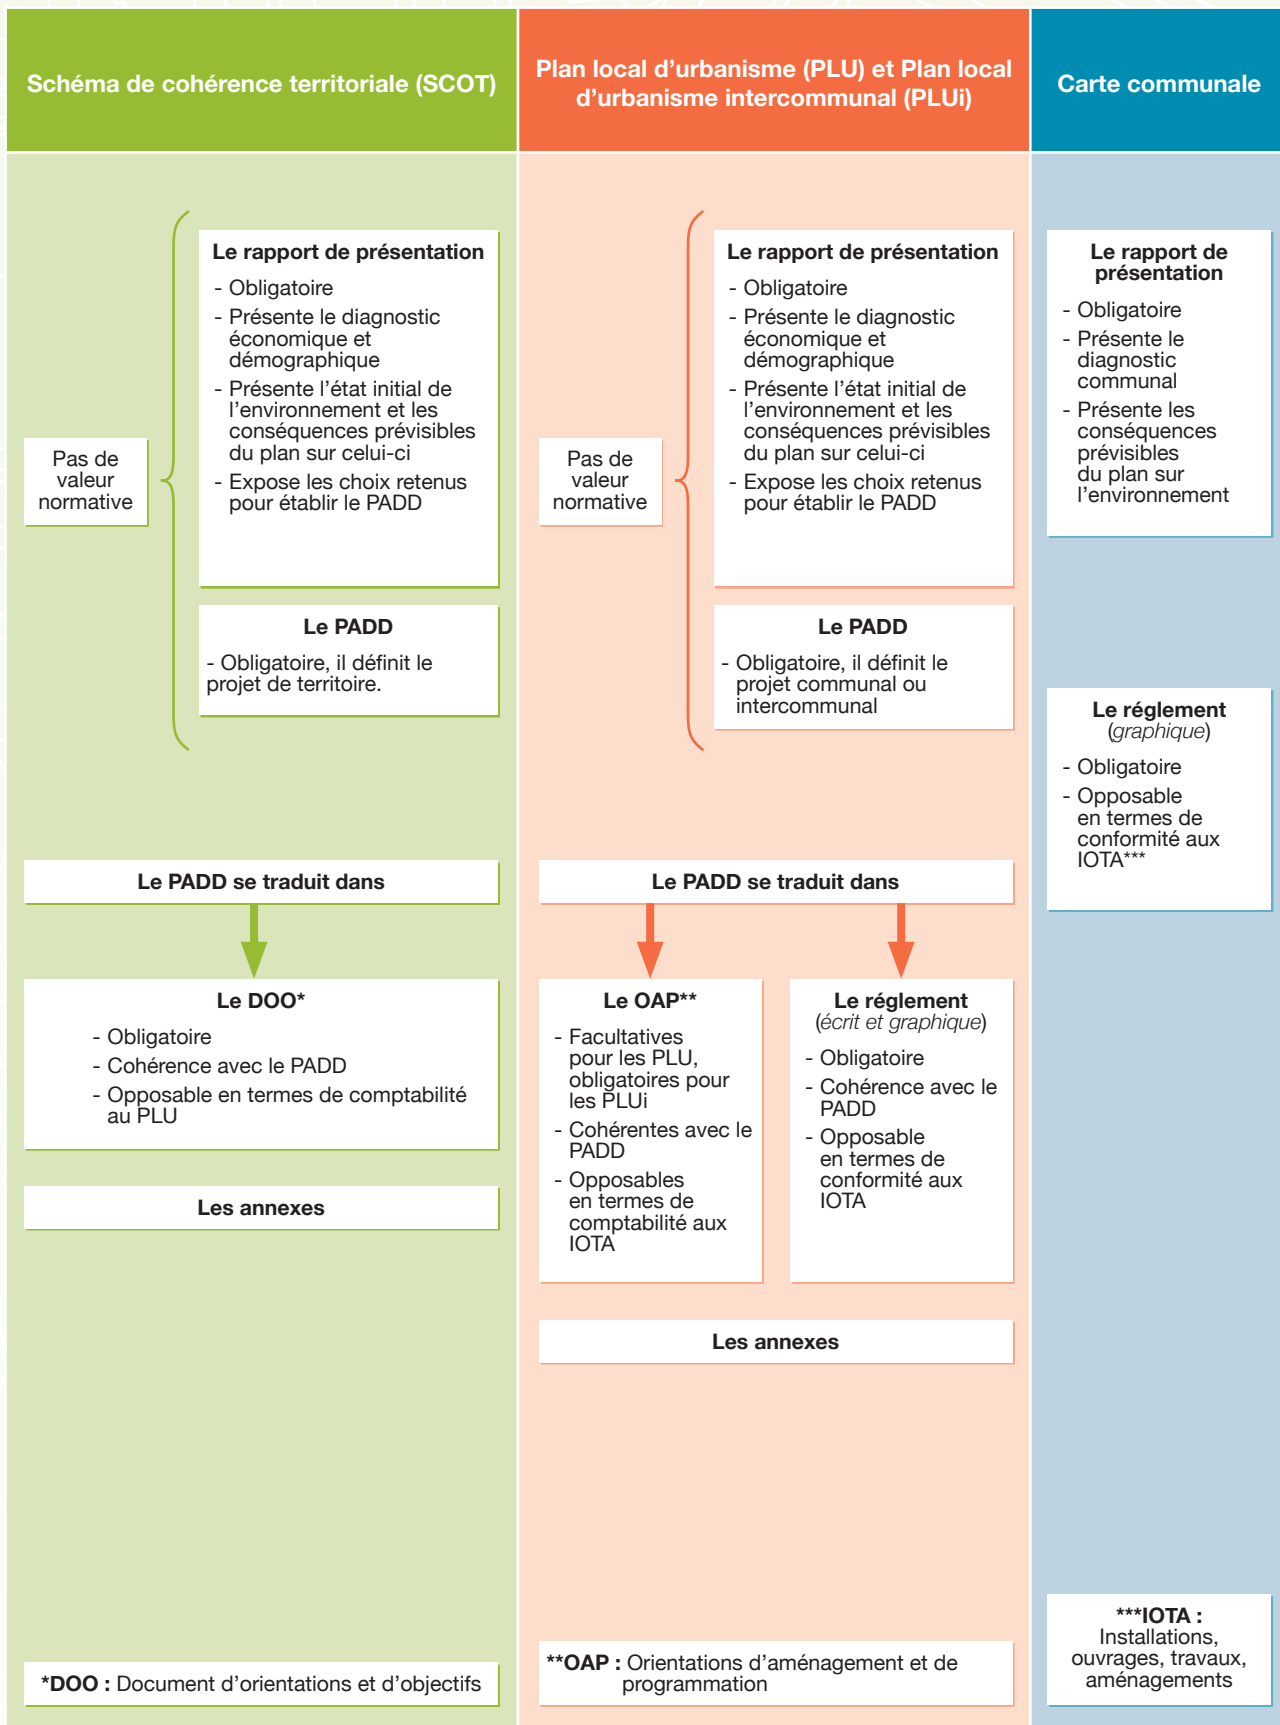 Schéma de cohérence territoriale (SCOT)
Pas de
valeur
normative
Le rapport de présentation
- Obligatoire
- Présente le diagnostic
économique et
démographique
- Présente l'état initial de
l'environnement et les
conséquences prévisibles
du plan sur celui-ci
- Expose les choix retenus
pour établir le PADD
Le PADD
- Obligatoire, il définit le
projet de territoire.
Le PADD se traduit dans
Le DOO*
- Obligatoire
- Cohérence avec le PADD
- Opposable en termes de comptabilité
au PLU
Les annexes
*DOO : Document d'orientations et d'objectifs
Plan local d'urbanisme (PLU) et Plan local
d'urbanisme intercommunal (PLUi)
Pas de
valeur
normative
Le rapport de présentation
- Obligatoire
- Présente le diagnostic
économique et
démographique
- Présente l'état initial de
l'environnement et les
conséquences prévisibles
du plan sur celui-ci
- Expose les choix retenus
pour établir le PADD
Le PADD
- Obligatoire, il définit le
projet communal ou
intercommunal
Le PADD se traduit dans
Le OAP**
- Facultatives
pour les PLU,
obligatoires pour
les PLUi
- Cohérentes avec le
PADD
- Opposables
en termes de
comptabilité aux
IOTA
Le réglement
(écrit et graphique)
- Obligatoire
- Cohérence avec le
PADD
- Opposable
en termes de
conformité aux
IOTA
Les annexes
**OAP : Orientations d'aménagement et de
programmation
Carte communale
Le rapport de
présentation
- Obligatoire
- Présente le
diagnostic
communal
- Présente les
conséquences
prévisibles
du plan sur
l'environnement
Le réglement
(graphique)
- Obligatoire
- Opposable
en termes de
conformité aux
IOTA***
***IOTA :
Installations,
ouvrages, travaux,
aménagements